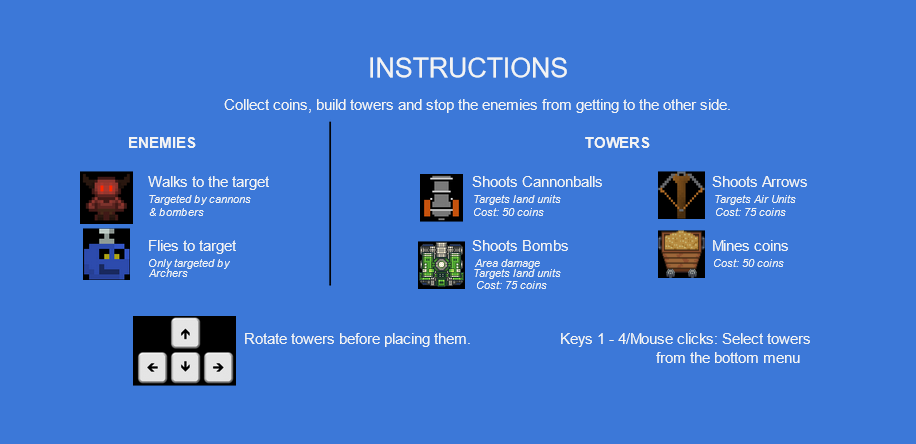 INSTRUCTIONS
Collect coins, build towers and stop the enemies from getting to the other side.
ENEMIES
Walks to the target
Targeted by cannons
& bombers
Flies to target
Only targeted by
Archers
TOWERS
Shoots Cannonballs
Targets land units
Cost: 50 coins
Shoots Arrows
Targets Air Units
Cost: 75 coins
Shoots Bombs
Area damage
Targets land units
Cost: 75 coins
Mines coins
Cost: 50 coins
Rotate towers before placing them.
Keys 1 - 4/Mouse clicks: Select towers
from the bottom menu